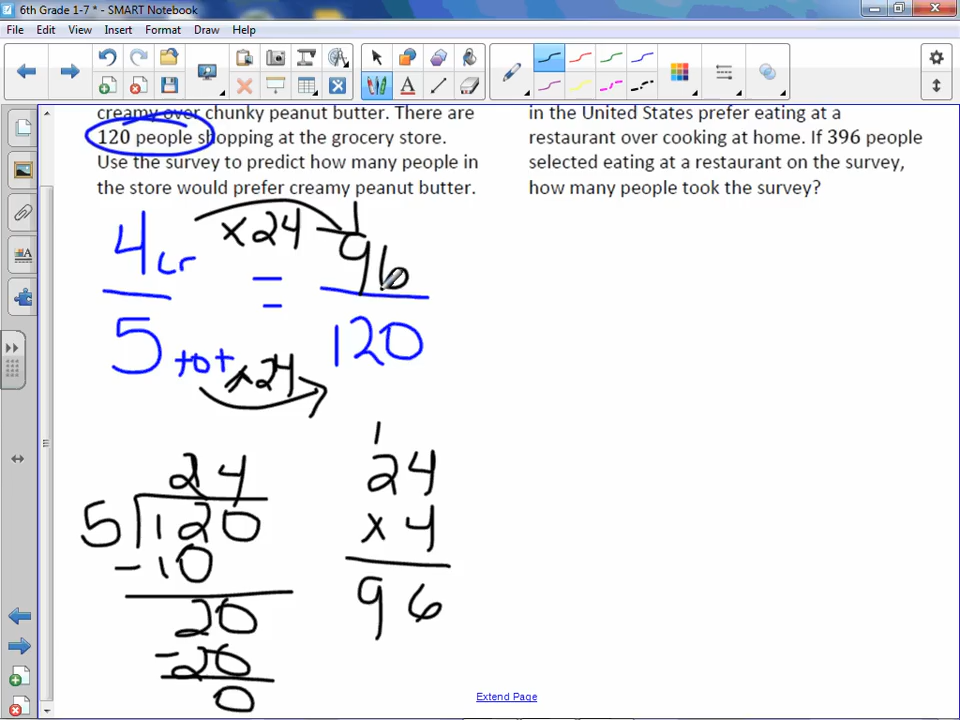 6th Grade 1-7 * - SMART Notebook
File Edit View Insert Format Draw Help
creamy over chunky peanut butter. There are
120 people shopping at the grocery store.
Use the survey to predict how many people in
the store would prefer creamy peanut butter.
in the United States prefer eating at a
restaurant over cooking at home. If 396 people
selected eating at a restaurant on the survey,
how many people took the survey?
4cr x24 96
=
5 tot x24 120
24
5 120
-10
20
-20
0
1
24
x 4
96
Extend Page